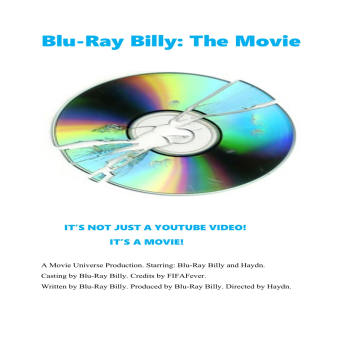 Blu-Ray Billy: The Movie
IT'S NOT JUST A YOUTUBE VIDEO!
IT'S A MOVIE!
A Movie Universe Production. Starring: Blu-Ray Billy and Haydn.
Casting by Blu-Ray Billy. Credits by FIFAFever.
Written by Blu-Ray Billy. Produced by Blu-Ray Billy. Directed by Haydn.